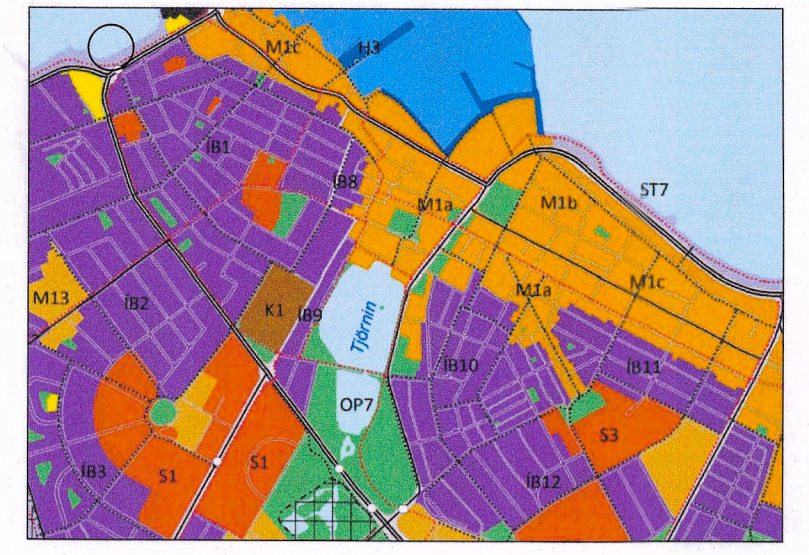 M1c
H3
ÍB1
ÍB8
M1a
M1b
ST7
M13
ÍB2
K1
ÍB9
Tjörnin
M1a
M1c
ÍB10
ÍB11
OP7
S3
ÍB3
S1
S1
ÍB12